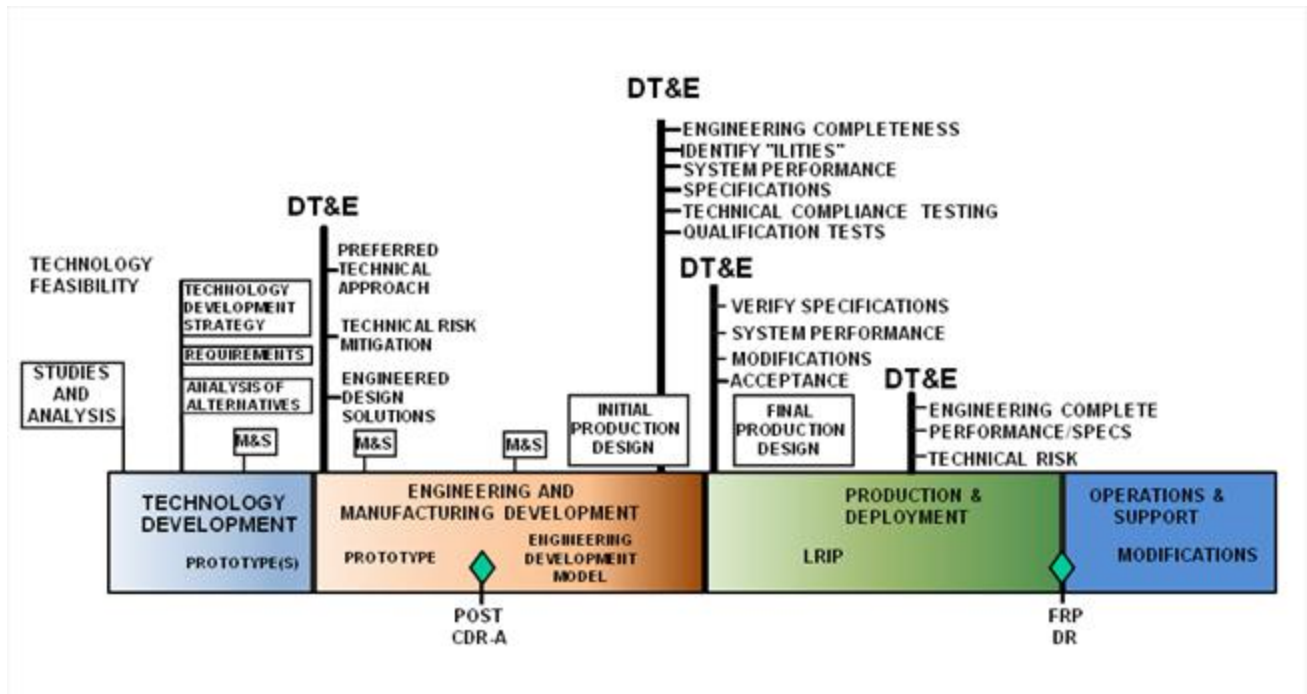 DT&E
ENGINEERING COMPLETENESS
IDENTIFY "ILITIES"
SYSTEM PERFORMANCE
SPECIFICATIONS
TECHNICAL COMPLIANCE TESTING
QUALIFICATION TESTS
DT&E
PREFERRED
TECHNICAL
APPROACH
TECHNICAL RISK
MITIGATION
ENGINEERED
DESIGN
SOLUTIONS
TECHNOLOGY
FEASIBILITY
TECHNOLOGY
DEVELOPMENT
STRATEGY
REQUIREMENTS
ANALYSIS OF
ALTERNATIVES
STUDIES
AND
ANALYSIS
M&S
M&S
M&S
INITIAL
PRODUCTION
DESIGN
DT&E
VERIFY SPECIFICATIONS
SYSTEM PERFORMANCE
MODIFICATIONS
ACCEPTANCE
FINAL
PRODUCTION
DESIGN
DT&E
ENGINEERING COMPLETE
PERFORMANCE/SPECS
TECHNICAL RISK
TECHNOLOGY
DEVELOPMENT
PROTOTYPE(S)
ENGINEERING AND
MANUFACTURING DEVELOPMENT
PROTOTYPE
ENGINEERING
DEVELOPMENT
MODEL
PRODUCTION &
DEPLOYMENT
LRIP
OPERATIONS &
SUPPORT
MODIFICATIONS
POST
CDR-A
FRP
DR